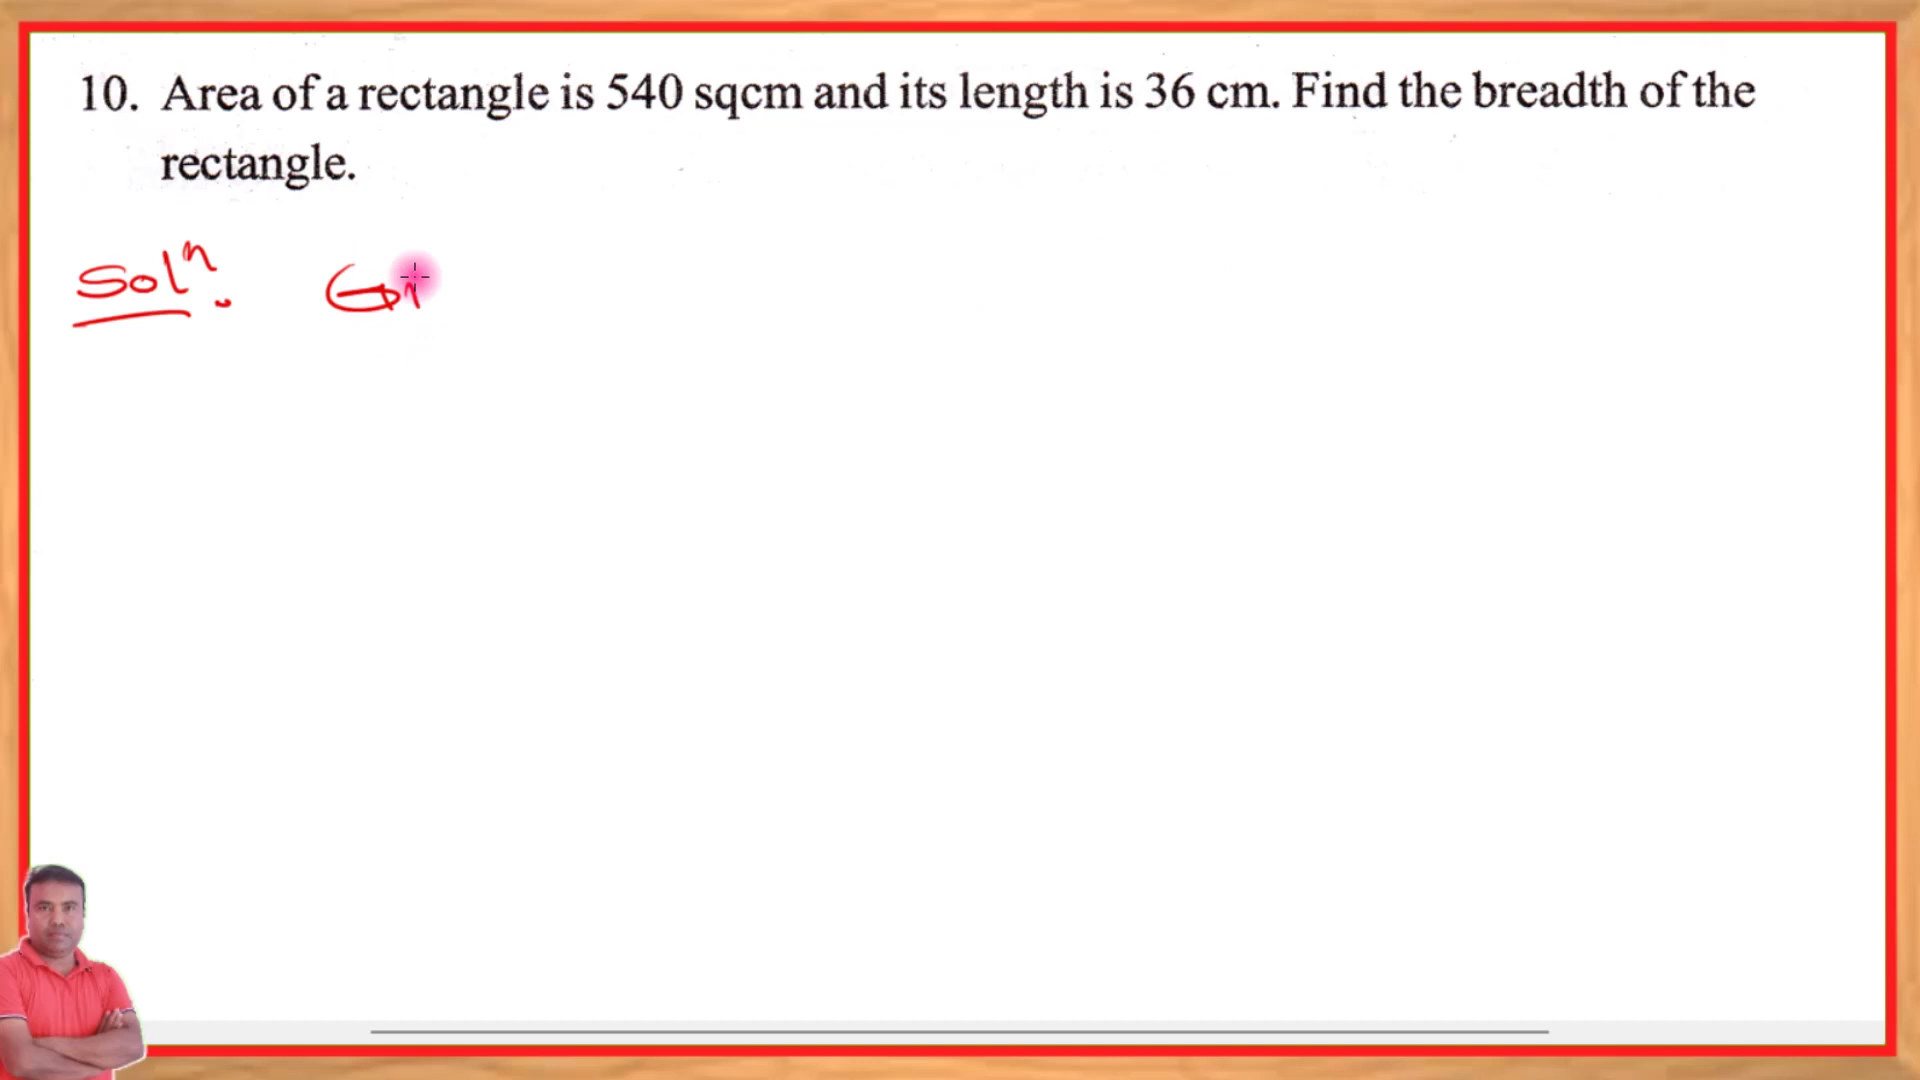 10. Area of a rectangle is 540 sqcm and its length is 36 cm. Find the breadth of the
rectangle.
Solⁿ.